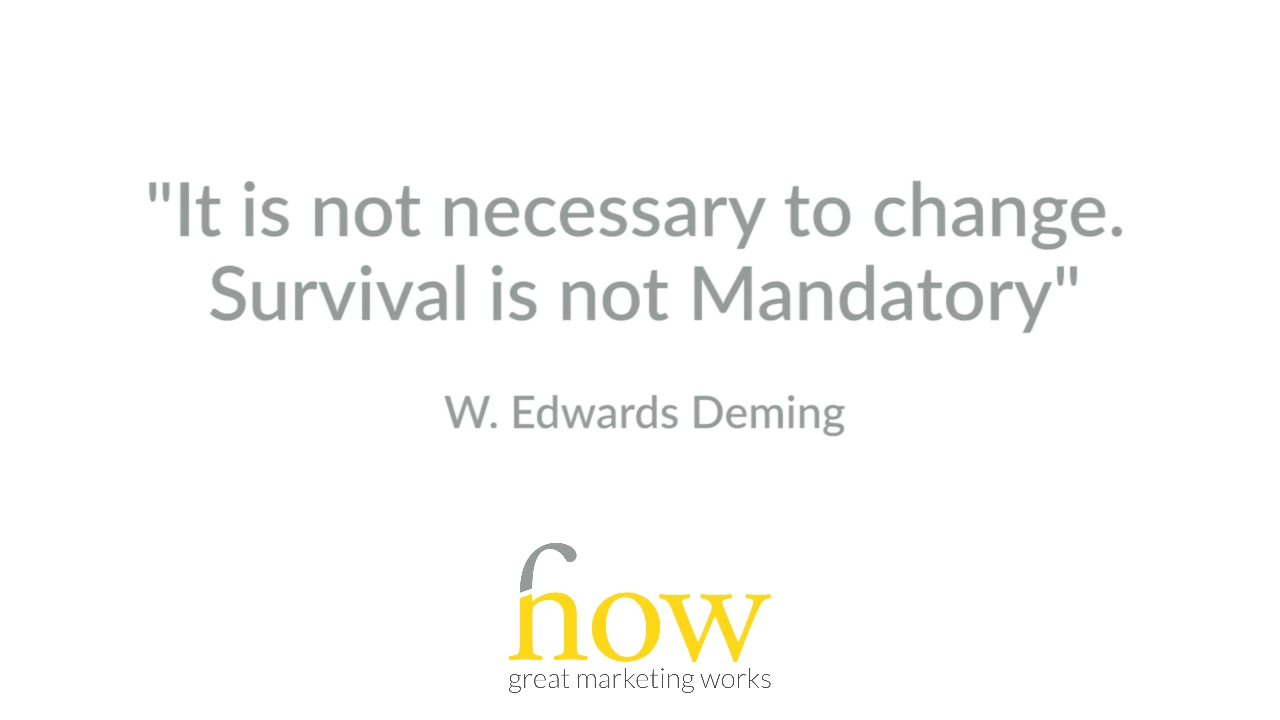 "It is not necessary to change.
Survival is not Mandatory"
W. Edwards Deming
how
great marketing works